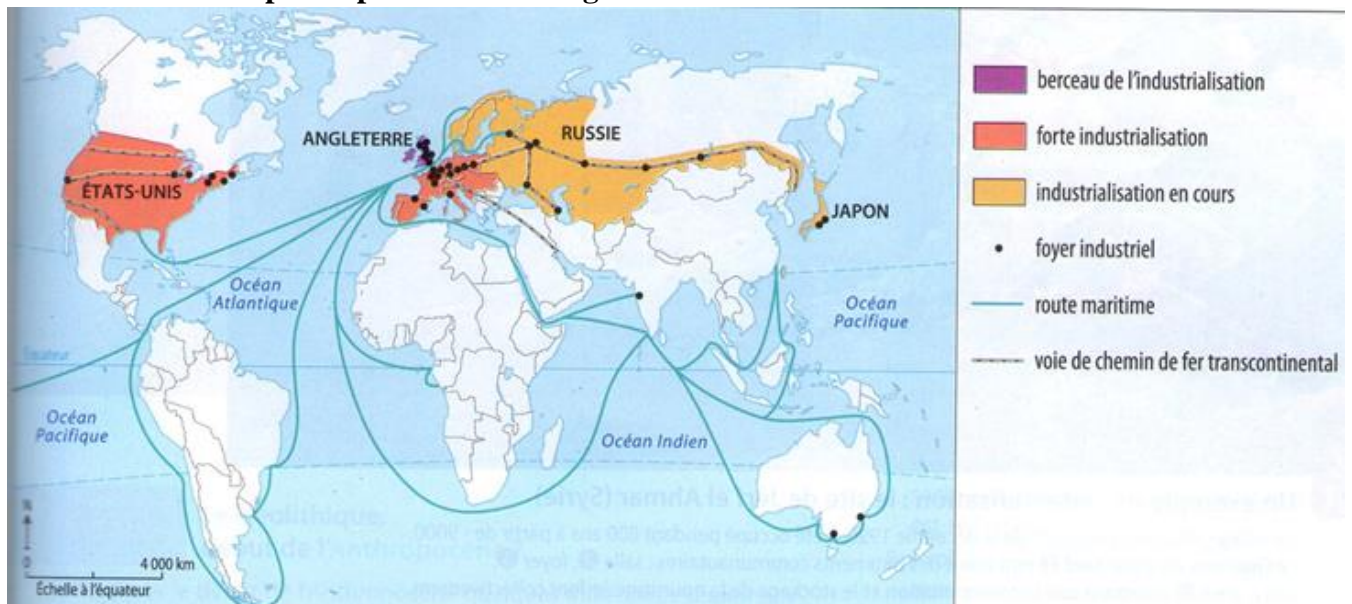 ANGLETERRE
RUSSIE
ÉTATS-UNIS
JAPON
Océan
Atlantique
Océan
Pacifique
Équateur
Océan
Pacifique
Océan Indien
N
4 000 km
Échelle à l'équateur
berceau de l'industrialisation
forte industrialisation
industrialisation en cours
foyer industriel
route maritime
voie de chemin de fer transcontinental